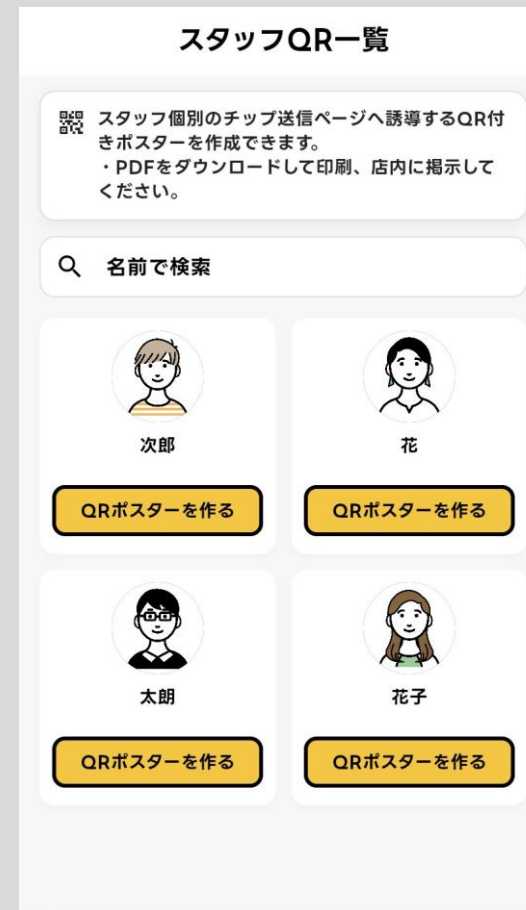 スタッフQR一覧
スタッフ個別のチップ送信ページへ誘導するQR付
きポスターを作成できます。
・PDFをダウンロードして印刷、店内に掲示して
ください。
名前で検索
次郎
花
QRポスターを作る
QRポスターを作る
太朗
花子
QRポスターを作る
QRポスターを作る